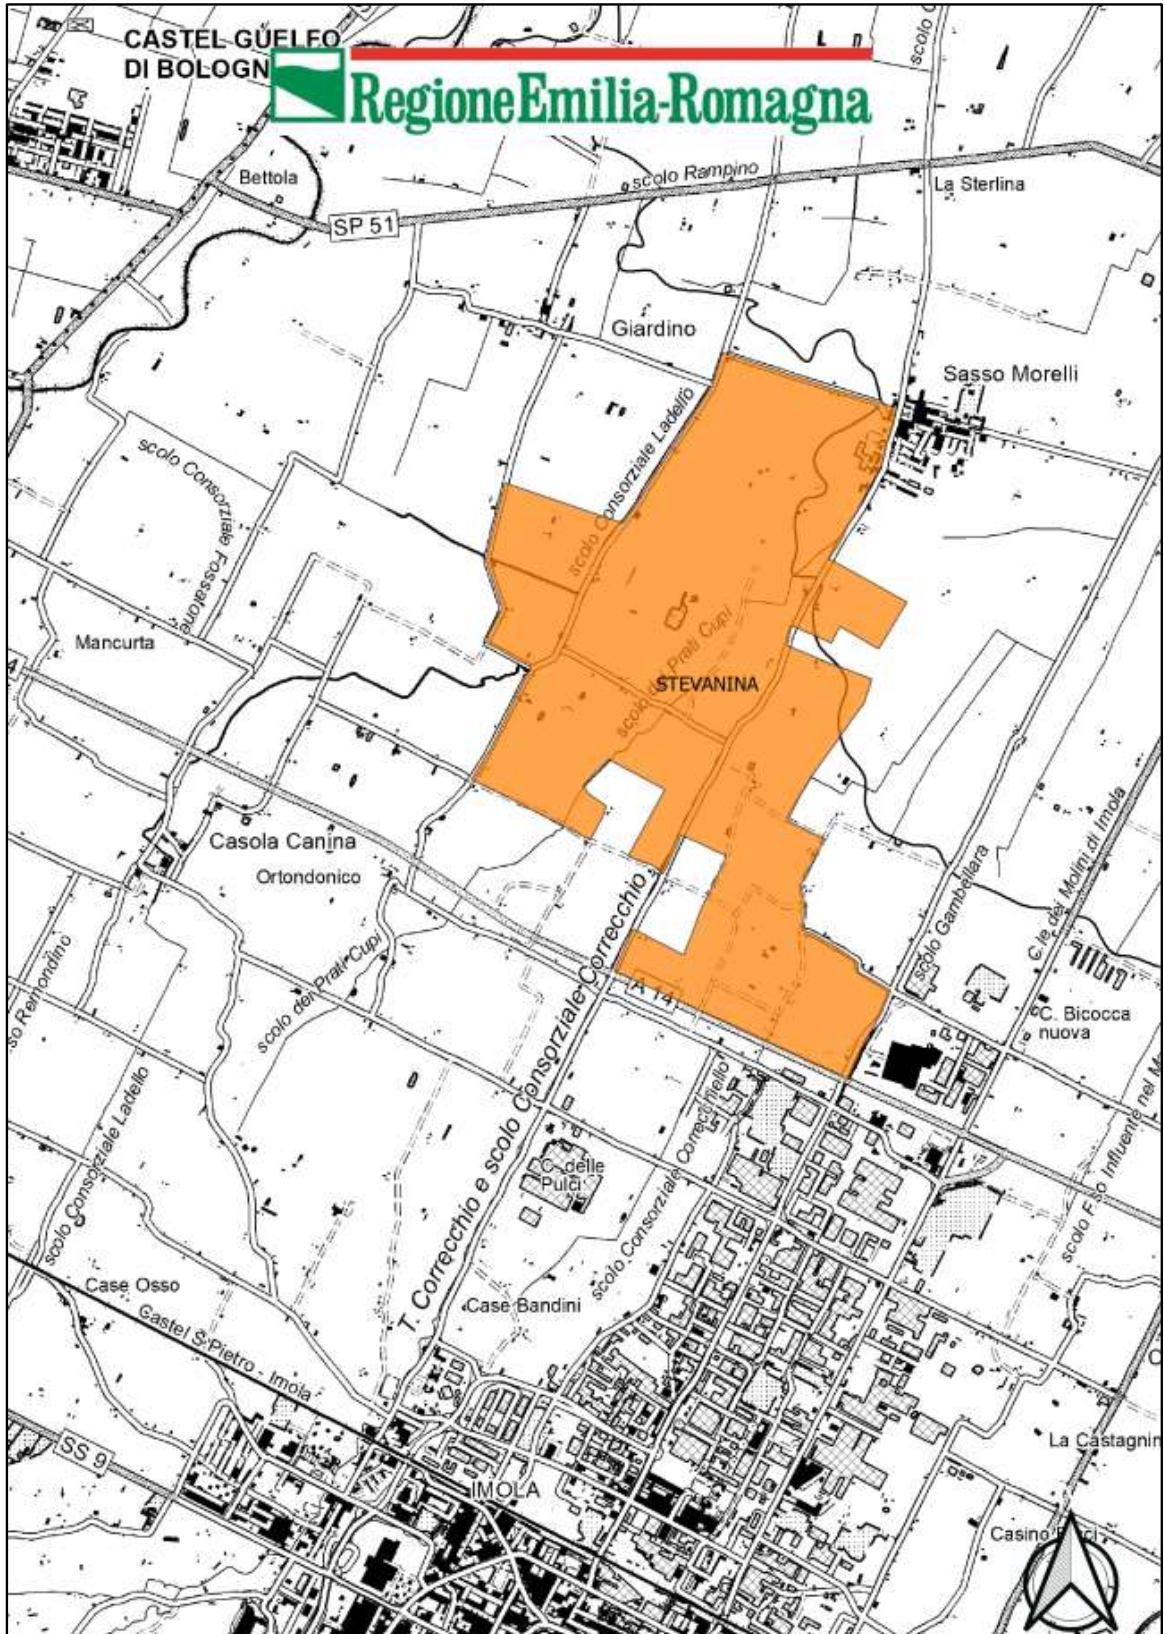 CASTEL GUELFO
DI BOLOGN
RegioneEmilia-Romagna
Bettola
scolo Rampino
La Sterlina
SP 51
Giardino
Sasso Morelli
scolo Consorziale Ladello
scolo Consorziale Fossatone
Mancurta
scolo dei Prati Cupi
STEVANINA
Casola Canina
Ortondonico
C.le dei Molini di Imola
scolo Gambellara
A 14
C. Bicocca
nuova
so Remondino
scolo dei Prati Cupi
T. Correcchio e scolo Consorziale Correcchio
scolo Consorziale Ladello
C. delle
Pulci
scolo Consorziale Correcchiello
Case Osso
Case Bandini
Castel S.Pietro - Imola
SS 9
IMOLA
La Castagnin